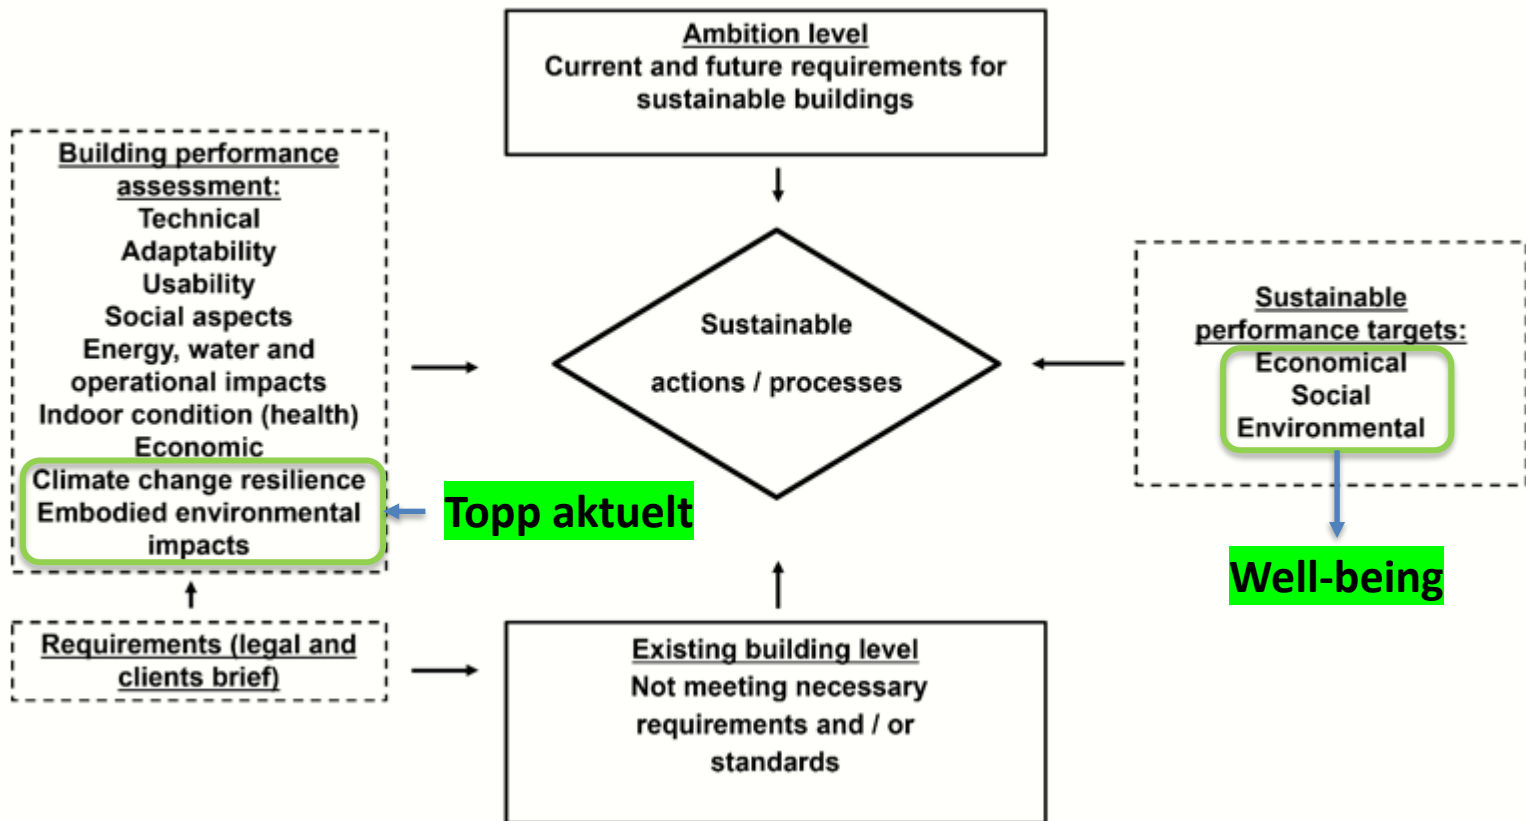 Ambition level
Current and future requirements for
sustainable buildings
Building performance
assessment:
Technical
Adaptability
Usability
Social aspects
Energy, water and
operational impacts
Indoor condition (health)
Economic
Climate change resilience
Embodied environmental
impacts
Topp aktuelt
Sustainable
actions / processes
Sustainable
performance targets:
Economical
Social
Environmental
Well-being
Requirements (legal and
clients brief)
Existing building level
Not meeting necessary
requirements and / or
standards